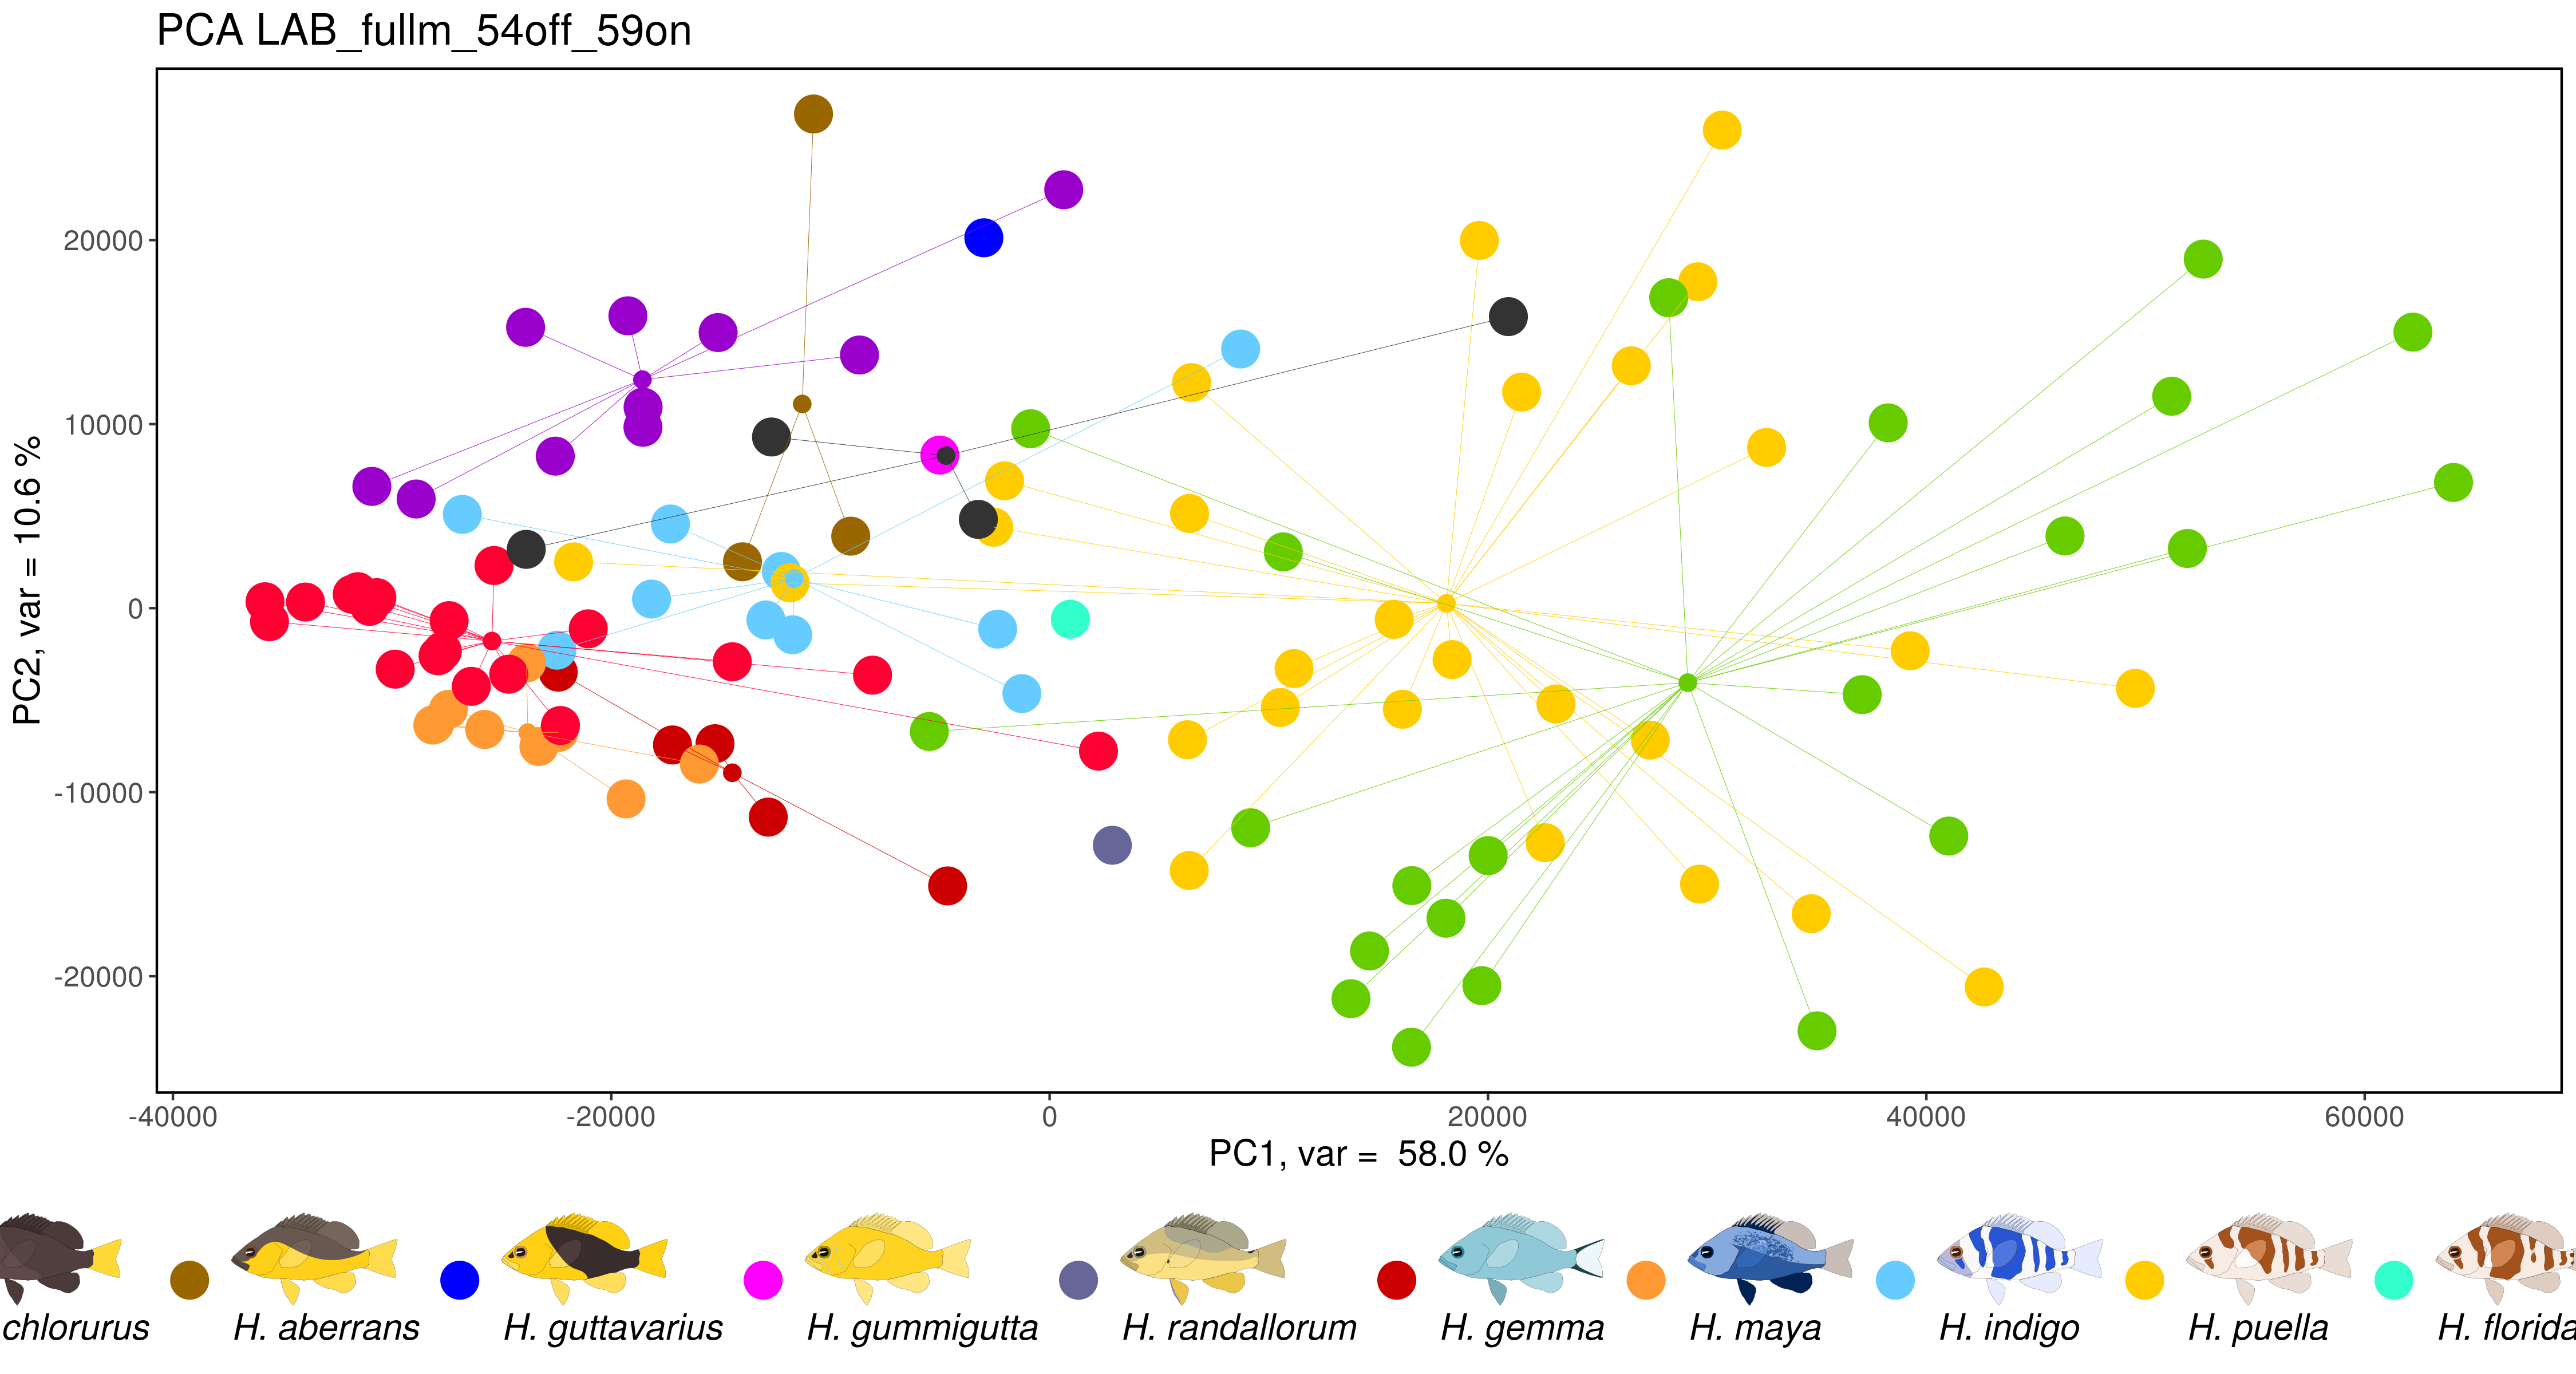 PCA LAB_fullm_54off_59on
20000
10000
0
-10000
-20000
PC2, var = 10.6 %
-40000 -20000 0 20000 40000 60000
PC1, var = 58.0 %
chlorurus H. aberrans H. guttavarius H. gummigutta H. randallorum H. gemma H. maya H. indigo H. puella H. florida